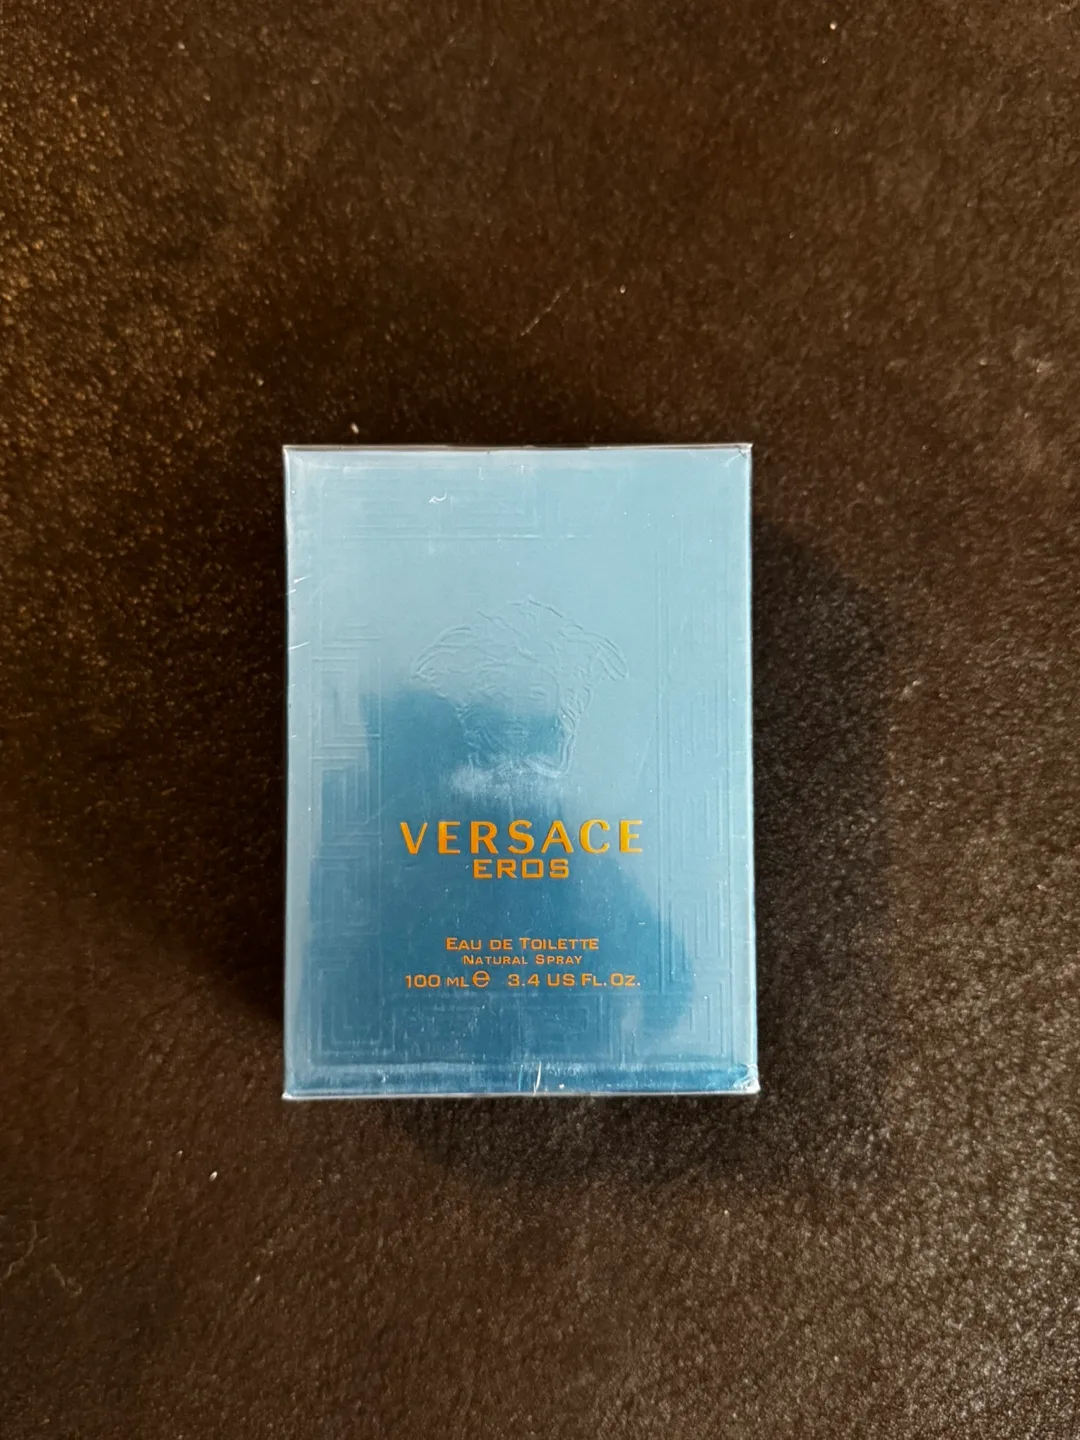 VERSACE
EROS
EAU DE TOILETTE
NATURAL SPRAY
100 ML ℮ 3.4 US FL. OZ.